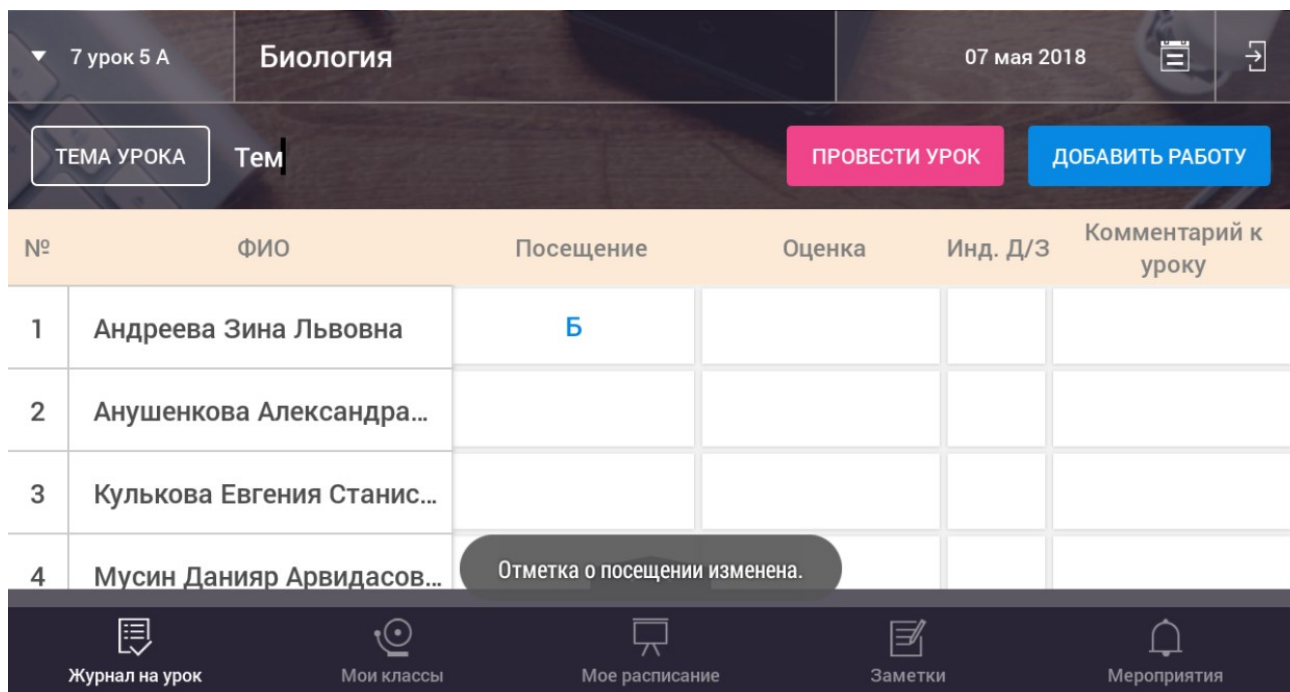 7 урок 5 А
Биология
07 мая 2018
ТЕМА УРОКА
Тем
ПРОВЕСТИ УРОК
ДОБАВИТЬ РАБОТУ
№
ФИО
Посещение
Оценка
Инд. Д/З
Комментарий к
уроку
1 Андреева Зина Львовна Б
2 Анушенкова Александра...
3 Кулькова Евгения Станис...
4 Мусин Данияр Арвидасов...
Отметка о посещении изменена.
Журнал на урок
Мои классы
Мое расписание
Заметки
Мероприятия